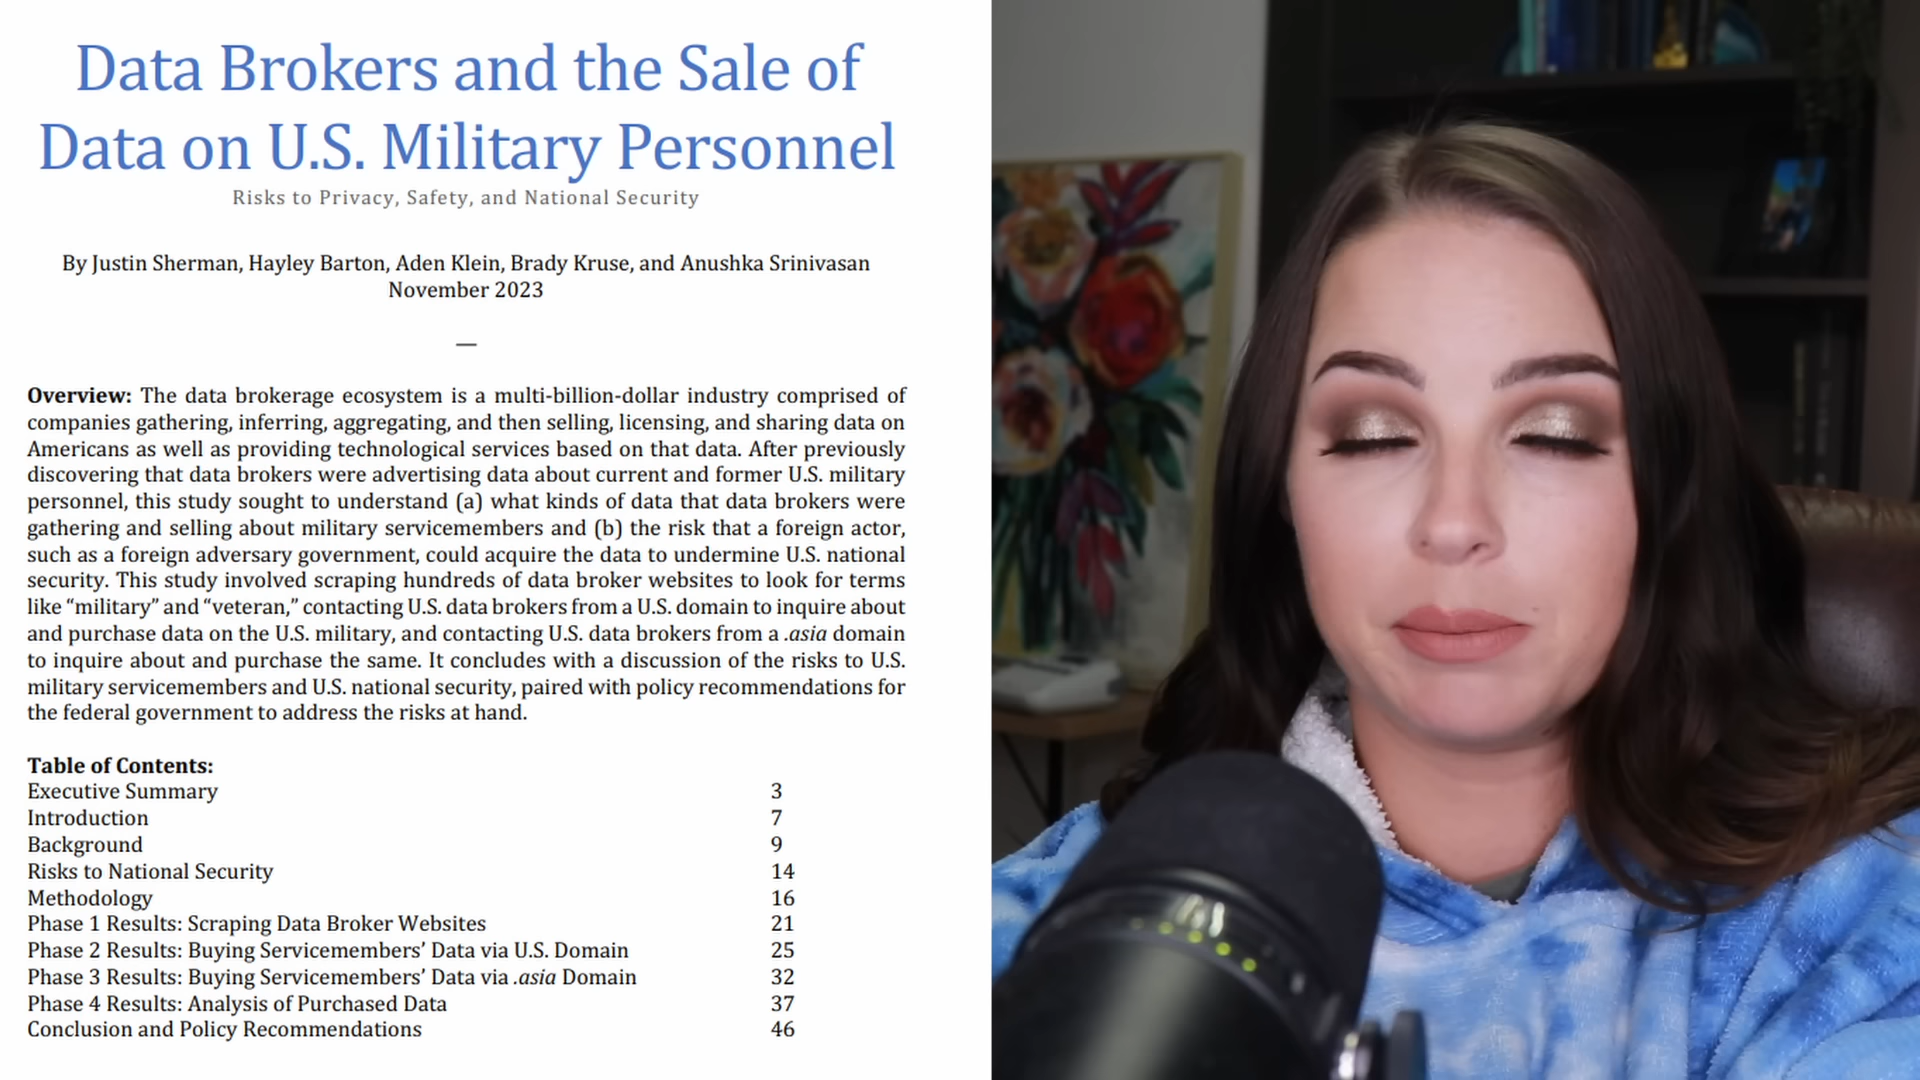 Data Brokers and the Sale of
Data on U.S. Military Personnel
Risks to Privacy, Safety, and National Security
By Justin Sherman, Hayley Barton, Aden Klein, Brady Kruse, and Anushka Srinivasan
November 2023
—
Overview: The data brokerage ecosystem is a multi-billion-dollar industry comprised of
companies gathering, inferring, aggregating, and then selling, licensing, and sharing data on
Americans as well as providing technological services based on that data. After previously
discovering that data brokers were advertising data about current and former U.S. military
personnel, this study sought to understand (a) what kinds of data that data brokers were
gathering and selling about military servicemembers and (b) the risk that a foreign actor,
such as a foreign adversary government, could acquire the data to undermine U.S. national
security. This study involved scraping hundreds of data broker websites to look for terms
like “military” and “veteran,” contacting U.S. data brokers from a U.S. domain to inquire about
and purchase data on the U.S. military, and contacting U.S. data brokers from a .asia domain
to inquire about and purchase the same. It concludes with a discussion of the risks to U.S.
military servicemembers and U.S. national security, paired with policy recommendations for
the federal government to address the risks at hand.
Table of Contents:
Executive Summary 3
Introduction 7
Background 9
Risks to National Security 14
Methodology 16
Phase 1 Results: Scraping Data Broker Websites 21
Phase 2 Results: Buying Servicemembers’ Data via U.S. Domain 25
Phase 3 Results: Buying Servicemembers’ Data via .asia Domain 32
Phase 4 Results: Analysis of Purchased Data 37
Conclusion and Policy Recommendations 46